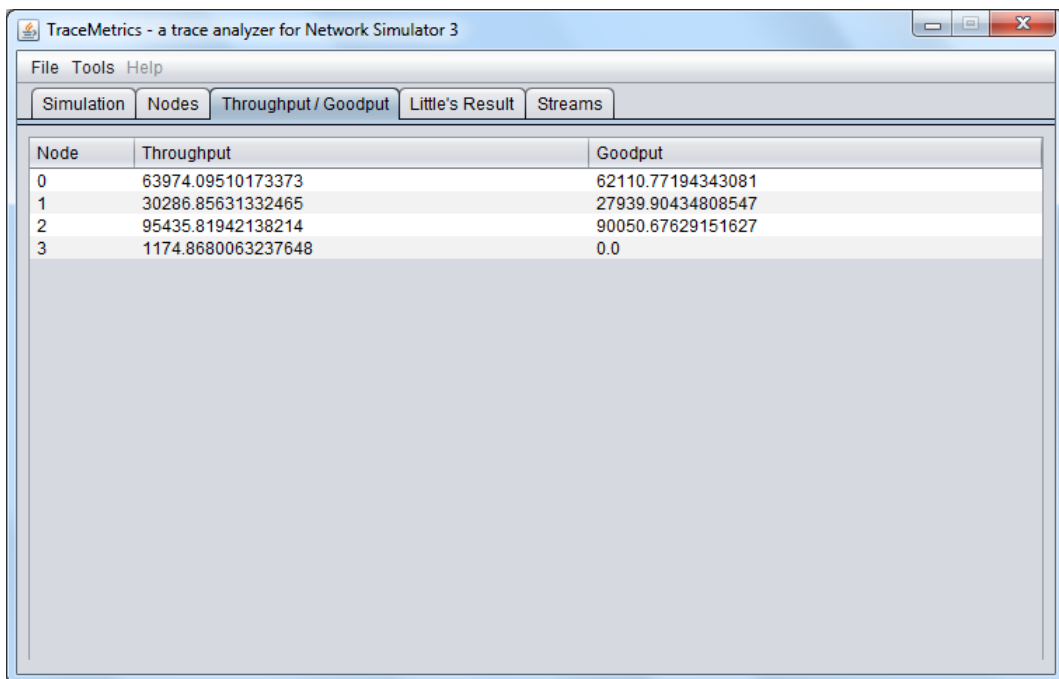 TraceMetrics - a trace analyzer for Network Simulator 3
File Tools Help
Simulation Nodes Throughput / Goodput Little's Result Streams
Node Throughput Goodput
0 63974.09510173373 62110.77194343081
1 30286.85631332465 27939.90434808547
2 95435.81942138214 90050.67629151627
3 1174.8680063237648 0.0